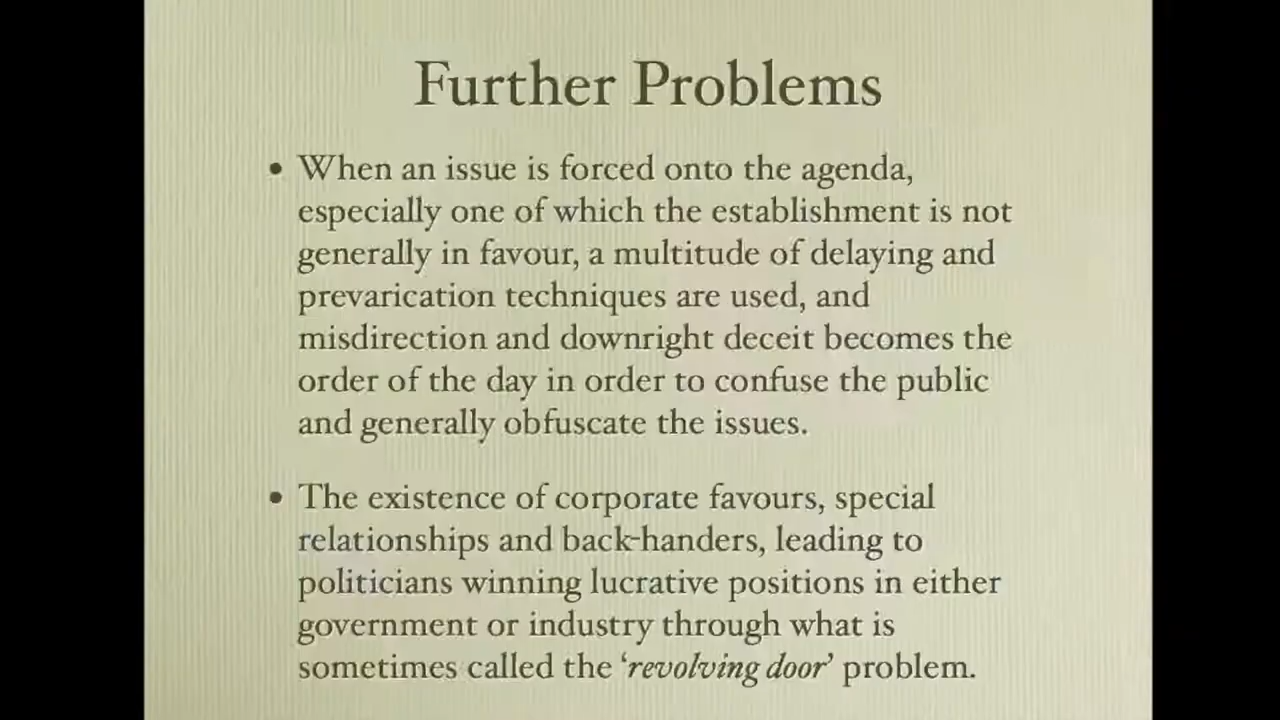 Further Problems
• When an issue is forced onto the agenda,
especially one of which the establishment is not
generally in favour, a multitude of delaying and
prevarication techniques are used, and
misdirection and downright deceit becomes the
order of the day in order to confuse the public
and generally obfuscate the issues.
• The existence of corporate favours, special
relationships and back-handers, leading to
politicians winning lucrative positions in either
government or industry through what is
sometimes called the ‘revolving door’ problem.